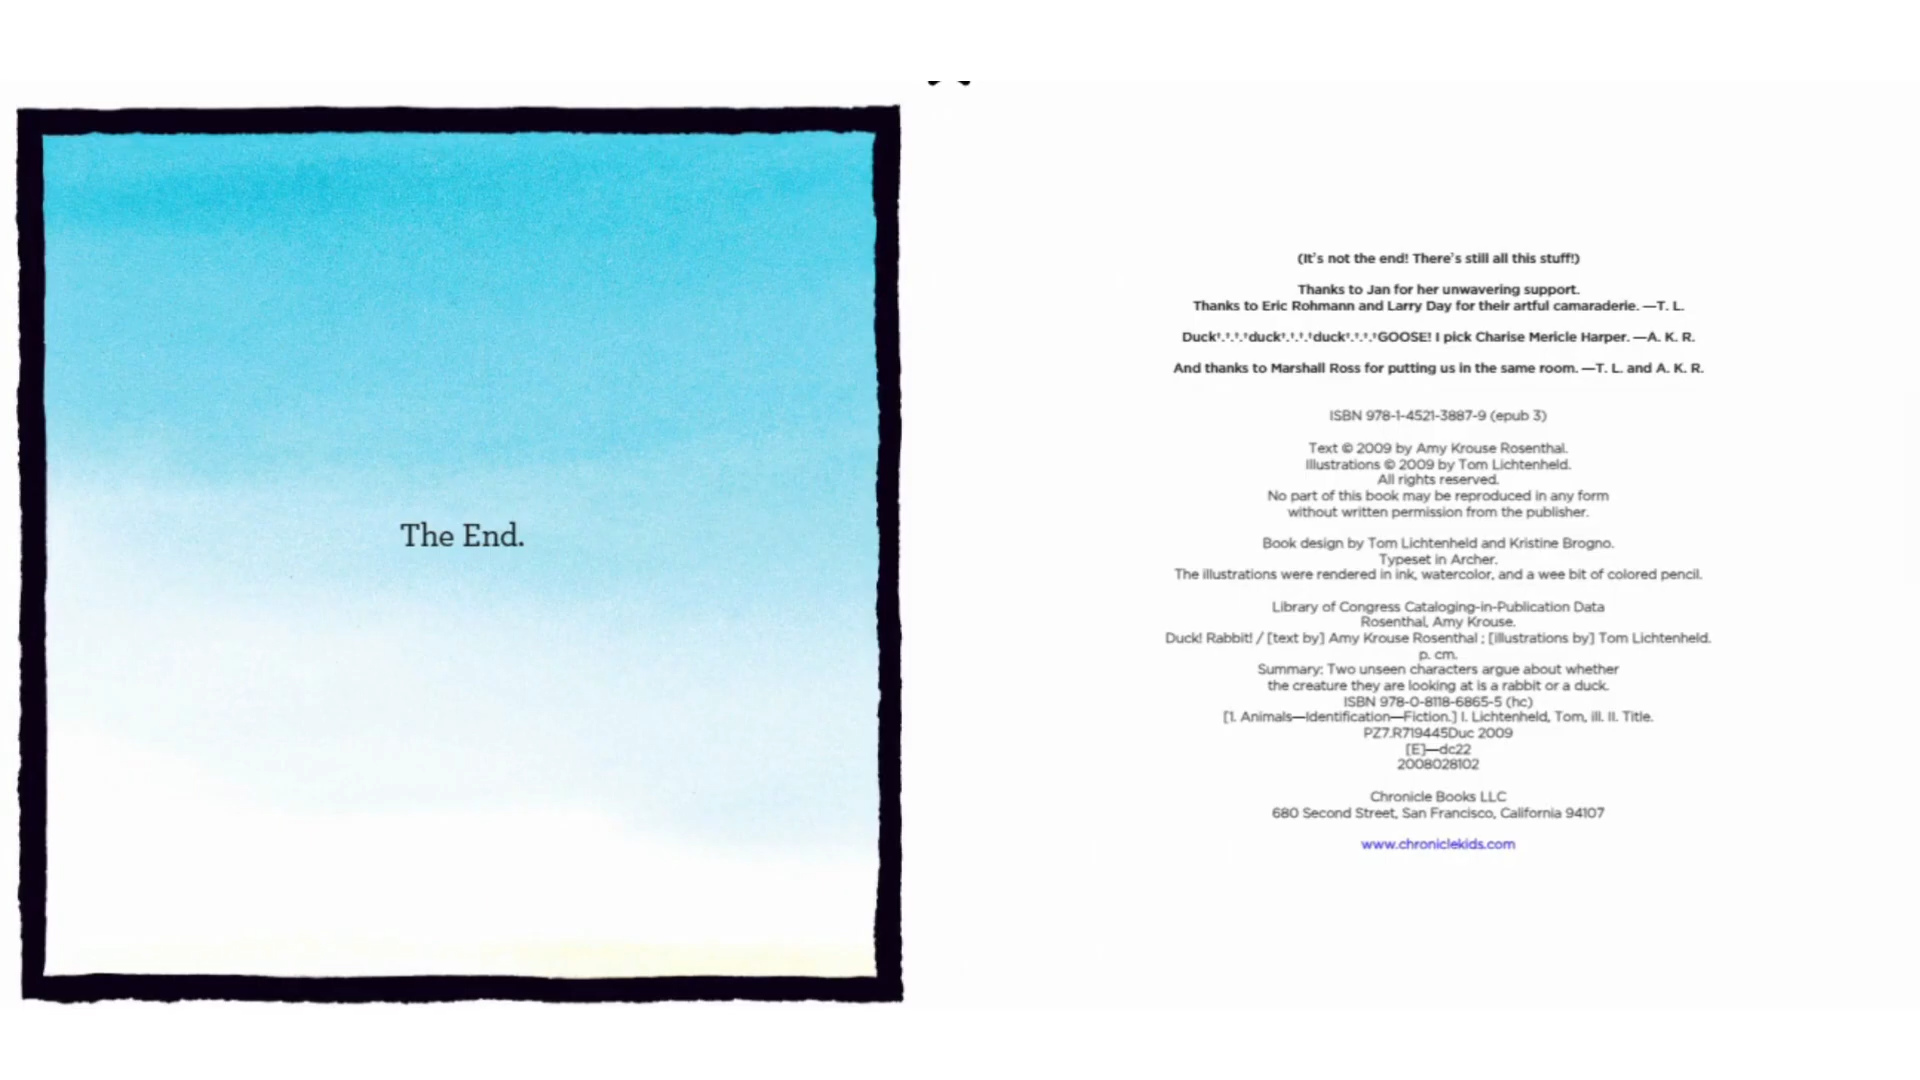 The End.
(It's not the end! There's still all this stuff!)
Thanks to Jan for her unwavering support.
Thanks to Eric Rohmann and Larry Day for their artful camaraderie. —T. L.
Duck†.†.†.†duck†.†.†.†duck†.†.†.†GOOSE! I pick Charise Mericle Harper. —A. K. R.
And thanks to Marshall Ross for putting us in the same room. —T. L. and A. K. R.
ISBN 978-1-4521-3887-9 (epub 3)
Text © 2009 by Amy Krouse Rosenthal.
Illustrations © 2009 by Tom Lichtenheld.
All rights reserved.
No part of this book may be reproduced in any form
without written permission from the publisher.
Book design by Tom Lichtenheld and Kristine Brogno.
Typeset in Archer.
The illustrations were rendered in ink, watercolor, and a wee bit of colored pencil.
Library of Congress Cataloging-in-Publication Data
Rosenthal, Amy Krouse.
Duck! Rabbit! / [text by] Amy Krouse Rosenthal ; [illustrations by] Tom Lichtenheld.
p. cm.
Summary: Two unseen characters argue about whether
the creature they are looking at is a rabbit or a duck.
ISBN 978-0-8118-6865-5 (hc)
[1. Animals—Identification—Fiction.] I. Lichtenheld, Tom, ill. II. Title.
PZ7.R719445Duc 2009
[E]—dc22
2008028102
Chronicle Books LLC
680 Second Street, San Francisco, California 94107
www.chroniclekids.com